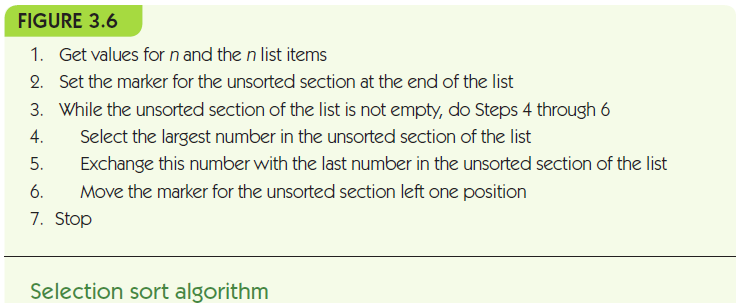 FIGURE 3.6
1. Get values for n and the n list items
2. Set the marker for the unsorted section at the end of the list
3. While the unsorted section of the list is not empty, do Steps 4 through 6
4. Select the largest number in the unsorted section of the list
5. Exchange this number with the last number in the unsorted section of the list
6. Move the marker for the unsorted section left one position
7. Stop
Selection sort algorithm